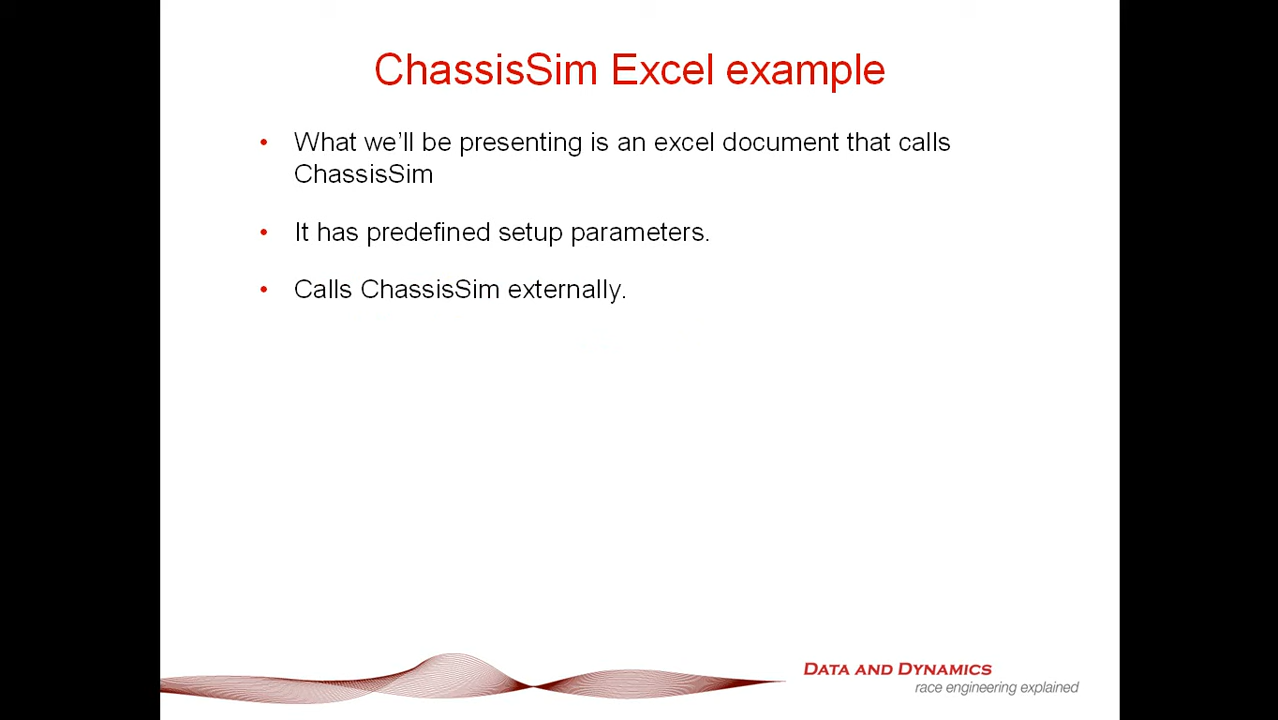 ChassisSim Excel example
• What we’ll be presenting is an excel document that calls
ChassisSim
• It has predefined setup parameters.
• Calls ChassisSim externally.
DATA AND DYNAMICS
race engineering explained